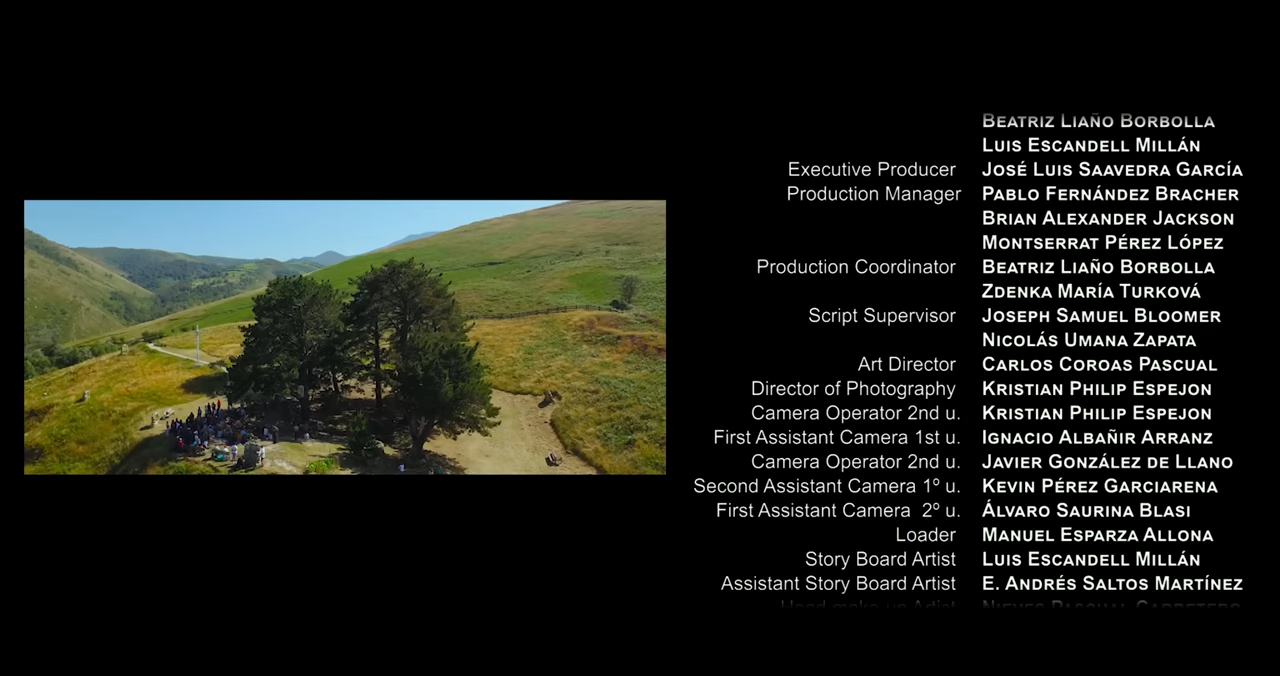 BEATRIZ LIAÑO BORBOLLA
LUIS ESCANDELL MILLÁN
Executive Producer JOSÉ LUIS SAAVEDRA GARCÍA
Production Manager PABLO FERNÁNDEZ BRACHER
BRIAN ALEXANDER JACKSON
MONTSERRAT PÉREZ LÓPEZ
Production Coordinator BEATRIZ LIAÑO BORBOLLA
ZDENKA MARÍA TURKOVÁ
Script Supervisor JOSEPH SAMUEL BLOOMER
NICOLÁS UMANA ZAPATA
Art Director CARLOS COROAS PASCUAL
Director of Photography KRISTIAN PHILIP ESPEJON
Camera Operator 2nd u. KRISTIAN PHILIP ESPEJON
First Assistant Camera 1st u. IGNACIO ALBAÑIR ARRANZ
Camera Operator 2nd u. JAVIER GONZÁLEZ DE LLANO
Second Assistant Camera 1º u. KEVIN PÉREZ GARCIARENA
First Assistant Camera 2º u. ÁLVARO SAURINA BLASI
Loader MANUEL ESPARZA ALLONA
Story Board Artist LUIS ESCANDELL MILLÁN
Assistant Story Board Artist E. ANDRÉS SALTOS MARTÍNEZ